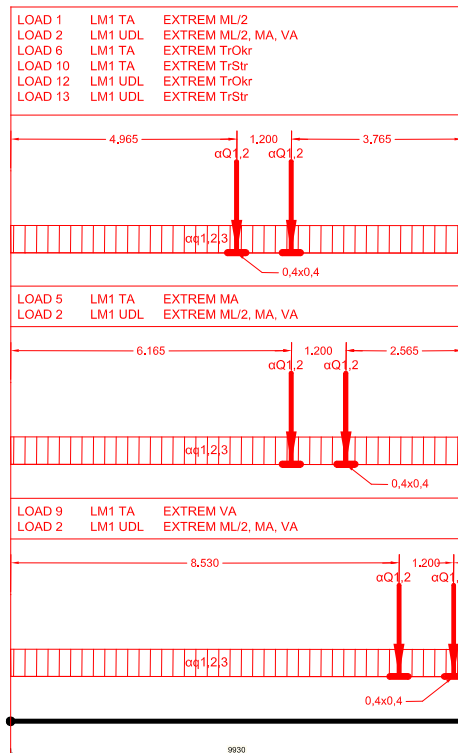 LOAD 1 LM1 TA EXTREM ML/2
LOAD 2 LM1 UDL EXTREM ML/2, MA, VA
LOAD 6 LM1 TA EXTREM TrOkr
LOAD 10 LM1 TA EXTREM TrStr
LOAD 12 LM1 UDL EXTREM TrOkr
LOAD 13 LM1 UDL EXTREM TrStr
4.965 1.200 3.765
αQ1,2 αQ1,2
αq1,2,3
0,4x0,4
LOAD 5 LM1 TA EXTREM MA
LOAD 2 LM1 UDL EXTREM ML/2, MA, VA
6.165 1.200 2.565
αQ1,2 αQ1,2
αq1,2,3
0,4x0,4
LOAD 9 LM1 TA EXTREM VA
LOAD 2 LM1 UDL EXTREM ML/2, MA, VA
8.530 1.200
αQ1,2 αQ1,
αq1,2,3
0,4x0,4
9930